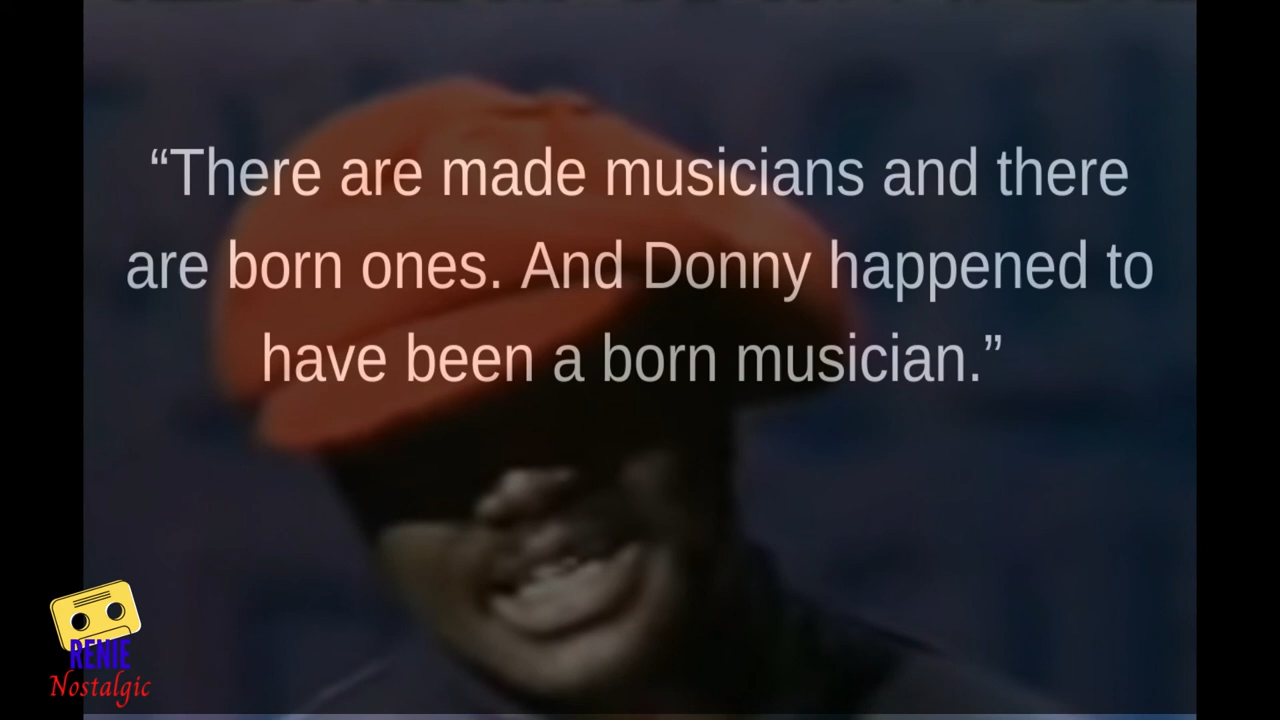 “There are made musicians and there
are born ones. And Donny happened to
have been a born musician.”
RENIE
Nostalgic